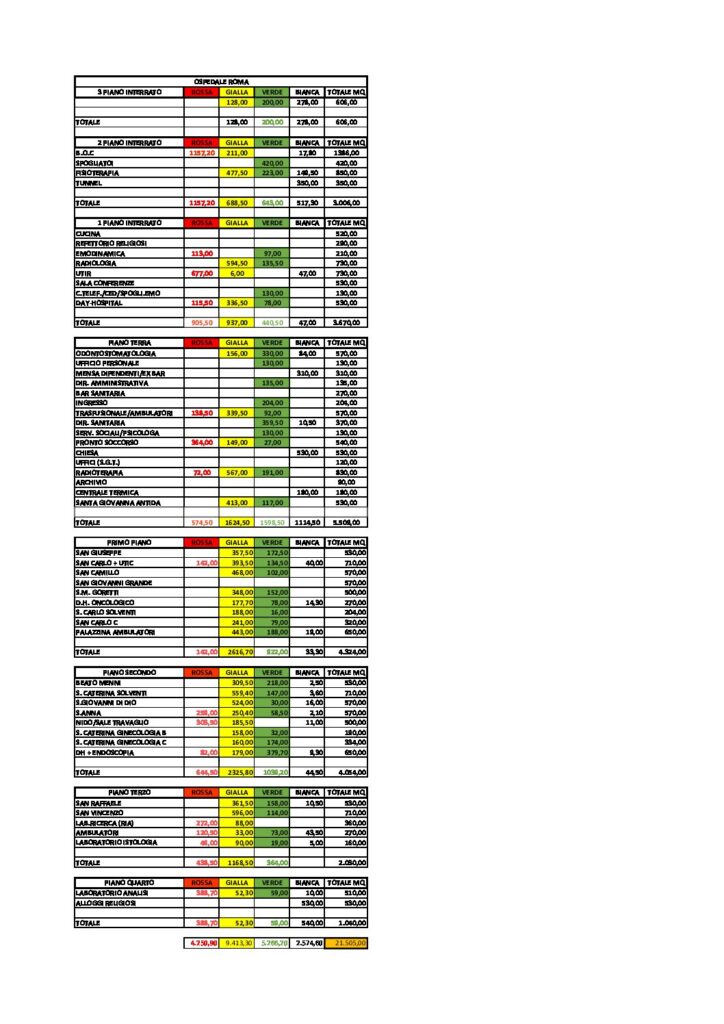 OSPEDALE ROMA
3 PIANO INTERRATO ROSSA GIALLA VERDE BIANCA TOTALE MQ
128,00 200,00 278,00 606,00
TOTALE 128,00 200,00 278,00 606,00
2 PIANO INTERRATO ROSSA GIALLA VERDE BIANCA TOTALE MQ
B.O.C 1157,20 211,00 17,80 1386,00
SPOGLIATOI 420,00 420,00
FISIOTERAPIA 477,50 223,00 149,50 850,00
TUNNEL 350,00 350,00
TOTALE 1157,20 688,50 643,00 517,30 3.006,00
1 PIANO INTERRATO ROSSA GIALLA VERDE BIANCA TOTALE MQ
CUCINA 520,00
REFETTORIO RELIGIOSI 290,00
EMODINAMICA 113,00 97,00 210,00
RADIOLOGIA 594,50 135,50 730,00
UTIR 677,00 6,00 47,00 730,00
SALA CONFERENZE 530,00
C.TELEF./CED/SPOGLI.EMO 130,00 130,00
DAY-HOSPITAL 115,50 336,50 78,00 530,00
TOTALE 905,50 937,00 440,50 47,00 3.670,00
PIANO TERRA ROSSA GIALLA VERDE BIANCA TOTALE MQ
ODONTOSTOMATOLOGIA 156,00 330,00 84,00 570,00
UFFICIO PERSONALE 130,00 130,00
MENSA DIPENDENTI/EX BAR 310,00 310,00
DIR. AMMINISTRATIVA 135,00 135,00
BAR SANITARIA 270,00
INGRESSO 204,00 204,00
TRASFUSIONALE/AMBULATORI 138,50 339,50 92,00 570,00
DIR. SANITARIA 359,50 10,50 370,00
SERV. SOCIALI/PSICOLOGA 130,00 130,00
PRONTO SOCCORSO 364,00 149,00 27,00 540,00
CHIESA 530,00 530,00
UFFICI (S.G.T.) 120,00
RADIOTERAPIA 72,00 567,00 191,00 830,00
ARCHIVIO 90,00
CENTRALE TERMICA 180,00 180,00
SANTA GIOVANNA ANTIDA 413,00 117,00 530,00
TOTALE 574,50 1624,50 1598,50 1114,50 5.509,00
PRIMO PIANO ROSSA GIALLA VERDE BIANCA TOTALE MQ
SAN GIUSEPPE 357,50 172,50 530,00
SAN CARLO + UTIC 142,00 393,50 134,50 40,00 710,00
SAN CAMILLO 468,00 102,00 570,00
SAN GIOVANNI GRANDE 570,00
S.M. GORETTI 348,00 152,00 500,00
D.H. ONCOLOGICO 177,70 78,00 14,30 270,00
S. CARLO SOLVENTI 188,00 16,00 204,00
SAN CARLO C 241,00 79,00 320,00
PALAZZINA AMBULATORI 443,00 188,00 19,00 650,00
TOTALE 142,00 2616,70 922,00 33,30 4.324,00
PIANO SECONDO ROSSA GIALLA VERDE BIANCA TOTALE MQ
BEATO MENNI 309,50 218,00 2,50 530,00
S. CATERINA SOLVENTI 559,40 147,00 3,60 710,00
S.GIOVANNI DI DIO 524,00 30,00 16,00 570,00
S.ANNA 259,00 250,40 58,50 2,10 570,00
NIDO/SALE TRAVAGLIO 303,50 185,50 11,00 500,00
S. CATERINA GINECOLOGIA B 158,00 32,00 190,00
S. CATERINA GINECOLOGIA C 160,00 174,00 334,00
DH + ENDOSCOPIA 82,00 179,00 379,70 9,30 650,00
TOTALE 644,50 2325,80 1039,20 44,50 4.054,00
PIANO TERZO ROSSA GIALLA VERDE BIANCA TOTALE MQ
SAN RAFFAELE 361,50 158,00 10,50 530,00
SAN VINCENZO 596,00 114,00 710,00
LAB.RICERCA (RIA) 272,00 88,00 360,00
AMBULATORI 120,50 33,00 73,00 43,50 270,00
LABORATORIO ISTOLOGIA 46,00 90,00 19,00 5,00 160,00
TOTALE 438,50 1168,50 364,00 2.030,00
PIANO QUARTO ROSSA GIALLA VERDE BIANCA TOTALE MQ
LABORATORIO ANALISI 388,70 52,30 59,00 10,00 510,00
ALLOGGI RELIGIOSI 530,00 530,00
TOTALE 388,70 52,30 59,00 540,00 1.040,00
4.250,90 9.413,30 5.266,20 2.574,60 21.505,00